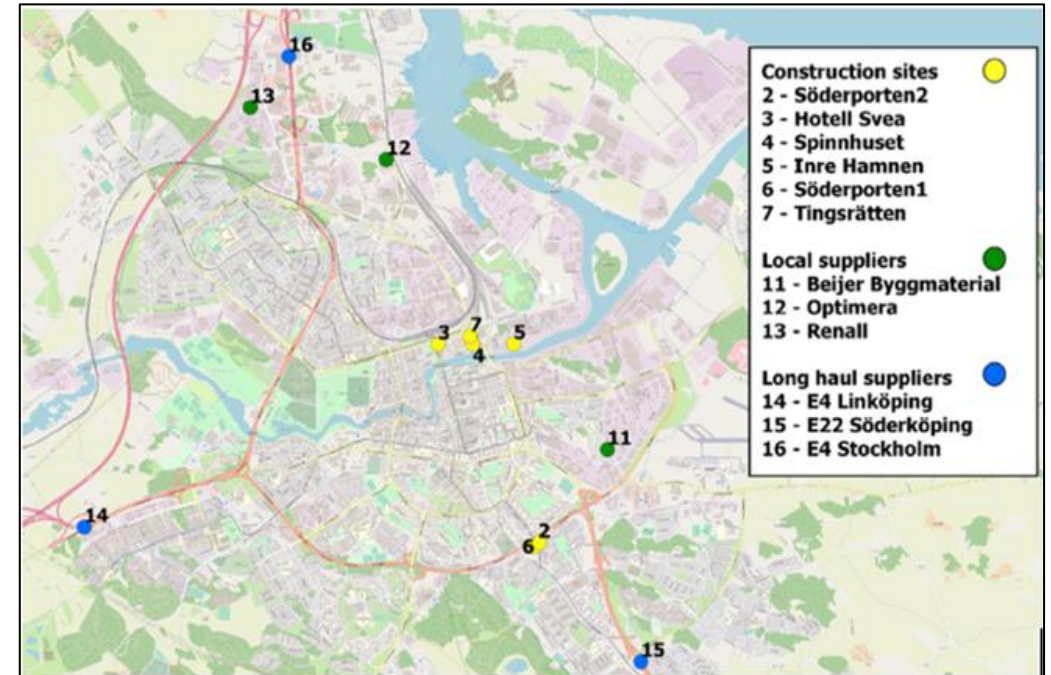 16
13
12
7
3
5
4
11
14
2
6
15
Construction sites
2 - Söderporten2
3 - Hotell Svea
4 - Spinnhuset
5 - Inre Hamnen
6 - Söderporten1
7 - Tingsrätten
Local suppliers
11 - Beijer Byggmaterial
12 - Optimera
13 - Renall
Long haul suppliers
14 - E4 Linköping
15 - E22 Söderköping
16 - E4 Stockholm